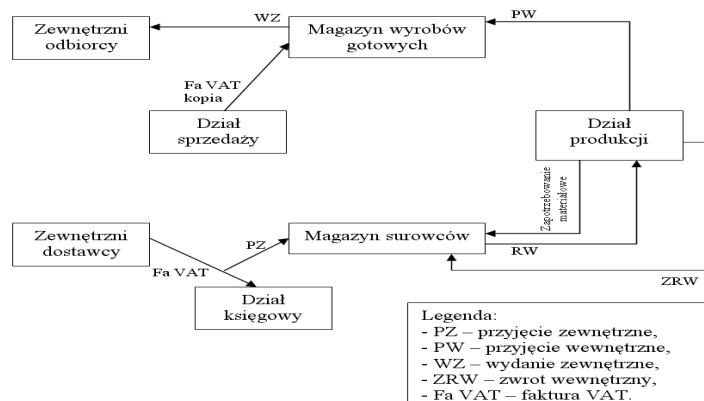 WZ
PW
Zewnętrzni
odbiorcy
Magazyn wyrobów
gotowych
Fa VAT
kopia
Dział
sprzedaży
Dział
produkcji
Zapotrzebowanie
materiałowe
Zewnętrzni
dostawcy
PZ
Magazyn surowców
RW
Fa VAT
ZRW
Dział
księgowy
Legenda:
- PZ – przyjęcie zewnętrzne,
- PW – przyjęcie wewnętrzne,
- WZ – wydanie zewnętrzne,
- ZRW – zwrot wewnętrzny,
- Fa VAT – faktura VAT.